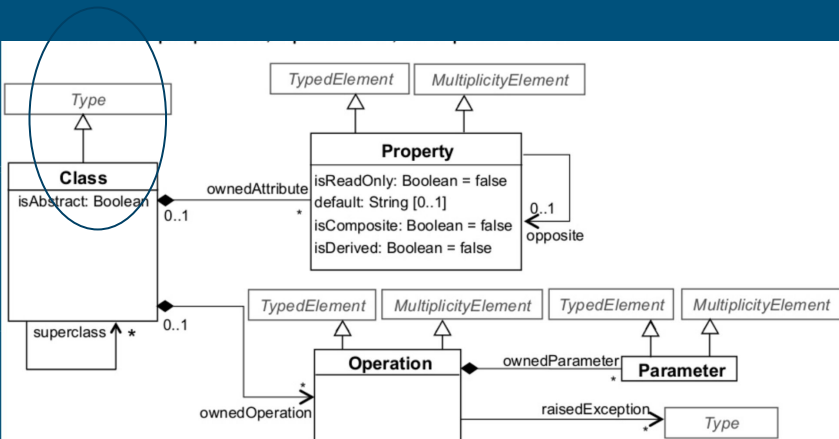 TypedElement
MultiplicityElement
Type
Property
Class
isAbstract: Boolean
ownedAttribute
0..1
*
isReadOnly: Boolean = false
default: String [0..1]
isComposite: Boolean = false
isDerived: Boolean = false
0..1
opposite
superclass
*
0..1
TypedElement
MultiplicityElement
TypedElement
MultiplicityElement
*
ownedOperation
Operation
ownedParameter
*
Parameter
raisedException
*
Type